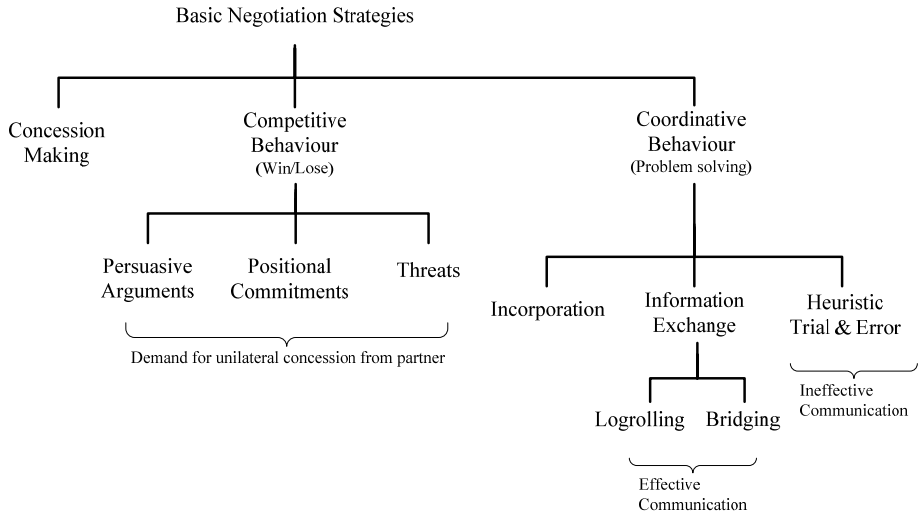 Basic Negotiation Strategies
Concession
Making
Competitive
Behaviour
(Win/Lose)
Coordinative
Behaviour
(Problem solving)
Persuasive
Arguments
Positional
Commitments
Threats
Demand for unilateral concession from partner
Incorporation
Information
Exchange
Heuristic
Trial & Error
Ineffective
Communication
Logrolling
Bridging
Effective
Communication